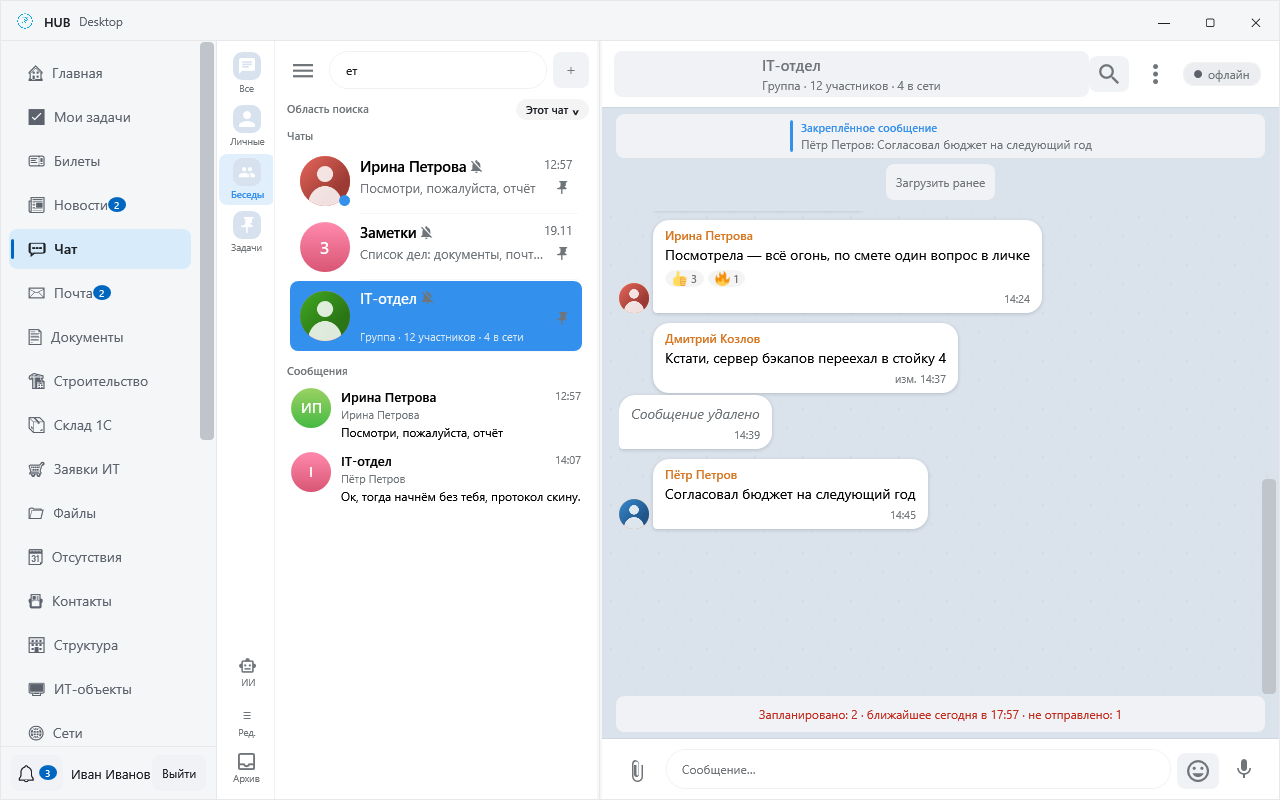 HUB Desktop
Главная
Мои задачи
Билеты
Новости 2
Чат
Почта 2
Документы
Строительство
Склад 1С
Заявки ИТ
Файлы
31 Отсутствия
Контакты
Структура
ИТ-объекты
Сети
3 Иван Иванов Выйти
Все
Личные
Беседы
Задачи
ИИ
Ред.
Архив
ет
+
Область поиска
Этот чат
Чаты
Ирина Петрова 12:57
Посмотри, пожалуйста, отчёт
З
Заметки 19.11
Список дел: документы, почт...
IT-отдел
Группа · 12 участников · 4 в сети
Сообщения
ИП
Ирина Петрова 12:57
Ирина Петрова
Посмотри, пожалуйста, отчёт
I
IT-отдел 14:07
Пётр Петров
Ок, тогда начнём без тебя, протокол скину.
IT-отдел
Группа · 12 участников · 4 в сети
офлайн
Закреплённое сообщение
Пётр Петров: Согласовал бюджет на следующий год
Загрузить ранее
Ирина Петрова
Посмотрела — всё огонь, по смете один вопрос в личке
👍 3 🔥 1
14:24
Дмитрий Козлов
Кстати, сервер бэкапов переехал в стойку 4
изм. 14:37
Сообщение удалено
14:39
Пётр Петров
Согласовал бюджет на следующий год
14:45
Запланировано: 2 · ближайшее сегодня в 17:57 · не отправлено: 1
Сообщение...